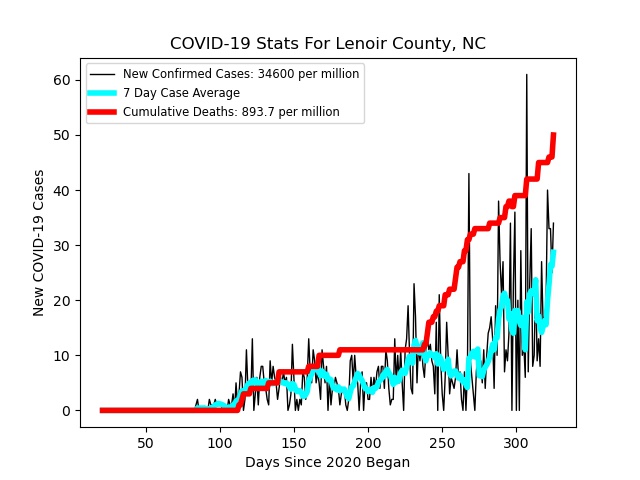 COVID-19 Stats For Lenoir County, NC
New Confirmed Cases: 34600 per million
7 Day Case Average
Cumulative Deaths: 893.7 per million
New COVID-19 Cases
60
50
40
30
20
10
0
50 100 150 200 250 300
Days Since 2020 Began